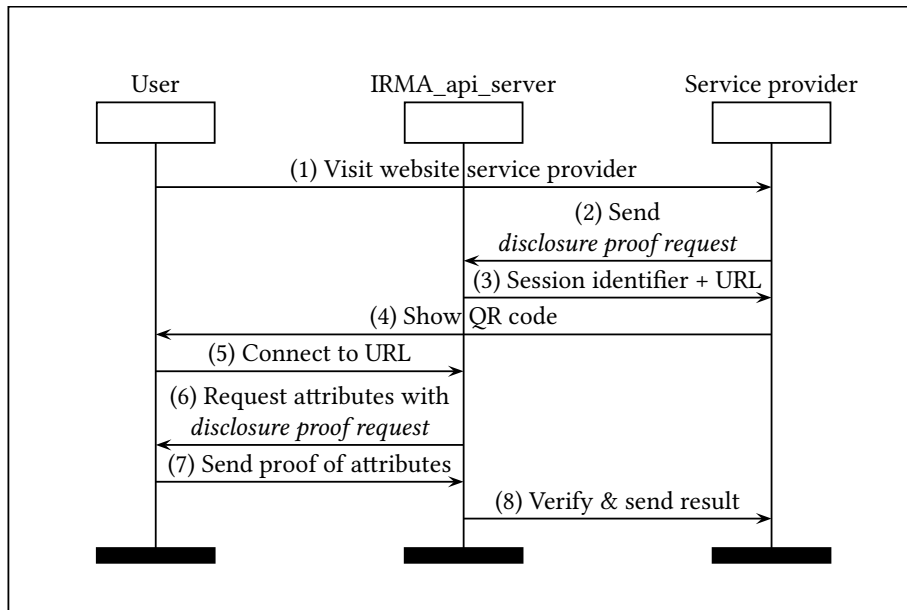 User
IRMA_api_server
Service provider
(1) Visit website service provider
(2) Send
disclosure proof request
(3) Session identifier + URL
(4) Show QR code
(5) Connect to URL
(6) Request attributes with
disclosure proof request
(7) Send proof of attributes
(8) Verify & send result